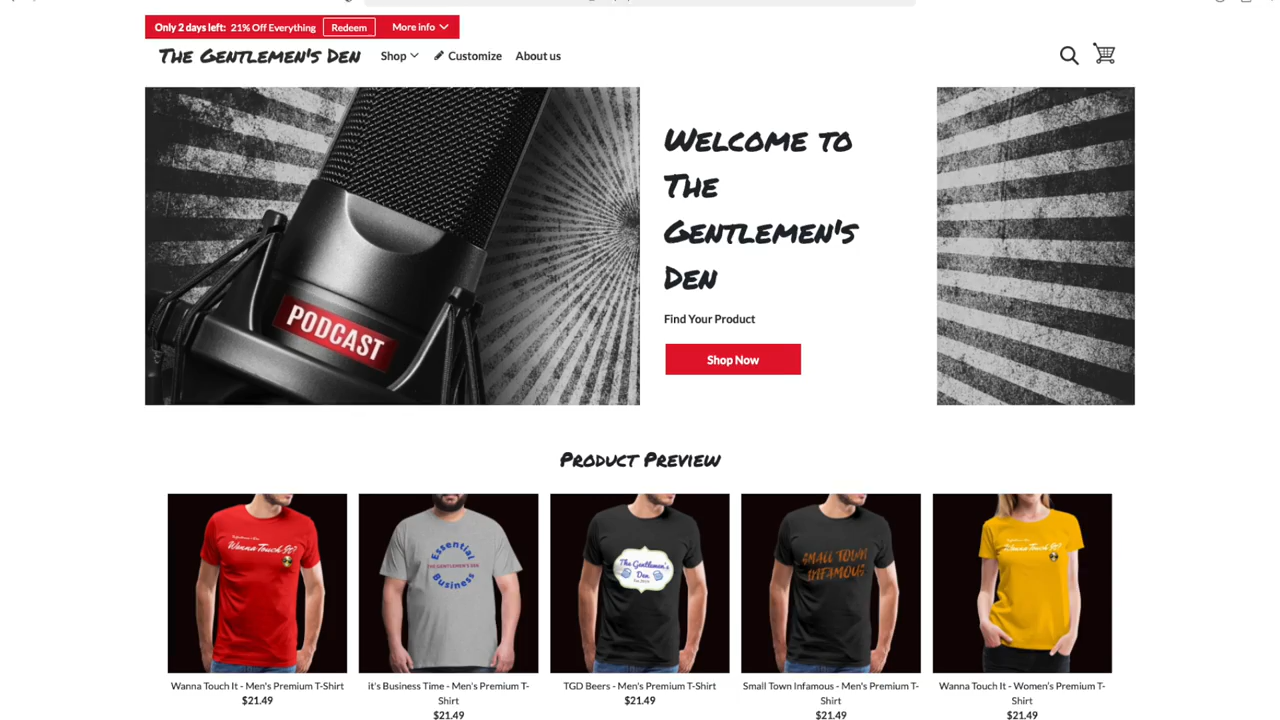 Only 2 days left: 21% Off Everything Redeem More info
THE GENTLEMEN'S DEN Shop Customize About us
WELCOME TO
THE
GENTLEMEN'S
DEN
Find Your Product
Shop Now
PODCAST
PRODUCT PREVIEW
Wanna Touch It?
Essential
THE GENTLEMEN'S DEN
Business
The Gentlemen's
Den
SMALL TOWN
INFAMOUS
Wanna Touch It?
Wanna Touch It - Men's Premium T-Shirt
$21.49
it's Business Time - Men's Premium T-
Shirt
$21.49
TGD Beers - Men's Premium T-Shirt
$21.49
Small Town Infamous - Men's Premium T-
Shirt
$21.49
Wanna Touch It - Women's Premium T-
Shirt
$21.49